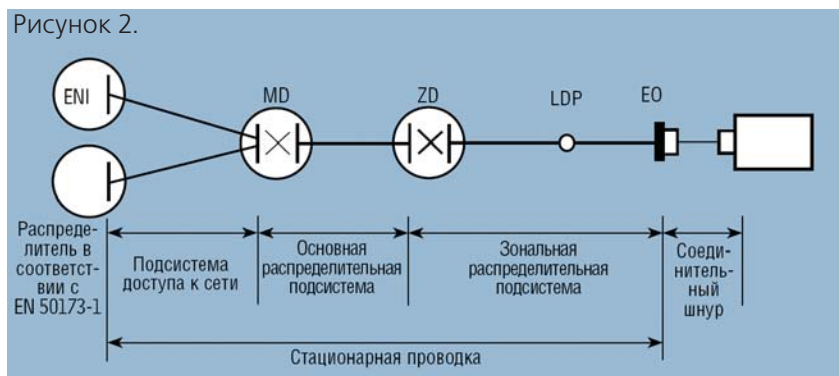 Рисунок 2.
ENI
MD
ZD
LDP
EO
Распреде-
литель в
соответст-
вии с
EN 50173-1
Подсистема
доступа к сети
Основная
распределительная
подсистема
Зональная
распределительная
подсистема
Соеди-
нитель-
ный
шнур
Стационарная проводка